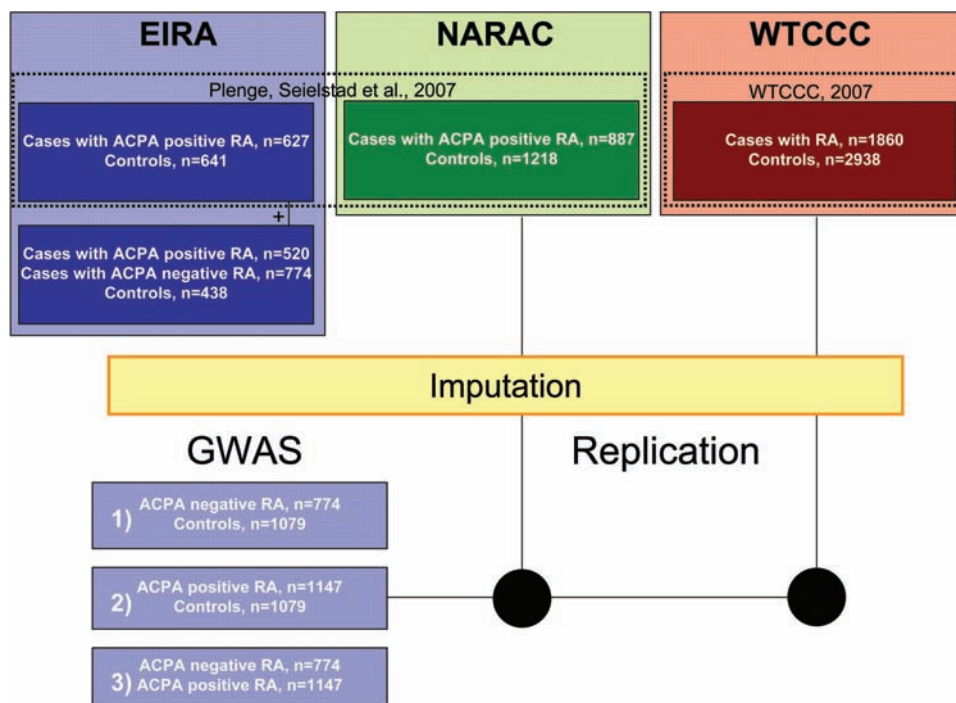 EIRA
NARAC
WTCCC
Plenge, Seielstad et al., 2007
WTCCC, 2007
Cases with ACPA positive RA, n=627
Controls, n=641
Cases with ACPA positive RA, n=887
Controls, n=1218
Cases with RA, n=1860
Controls, n=2938
+
Cases with ACPA positive RA, n=520
Cases with ACPA negative RA, n=774
Controls, n=438
Imputation
GWAS
Replication
1)
ACPA negative RA, n=774
Controls, n=1079
2)
ACPA positive RA, n=1147
Controls, n=1079
3)
ACPA negative RA, n=774
ACPA positive RA, n=1147